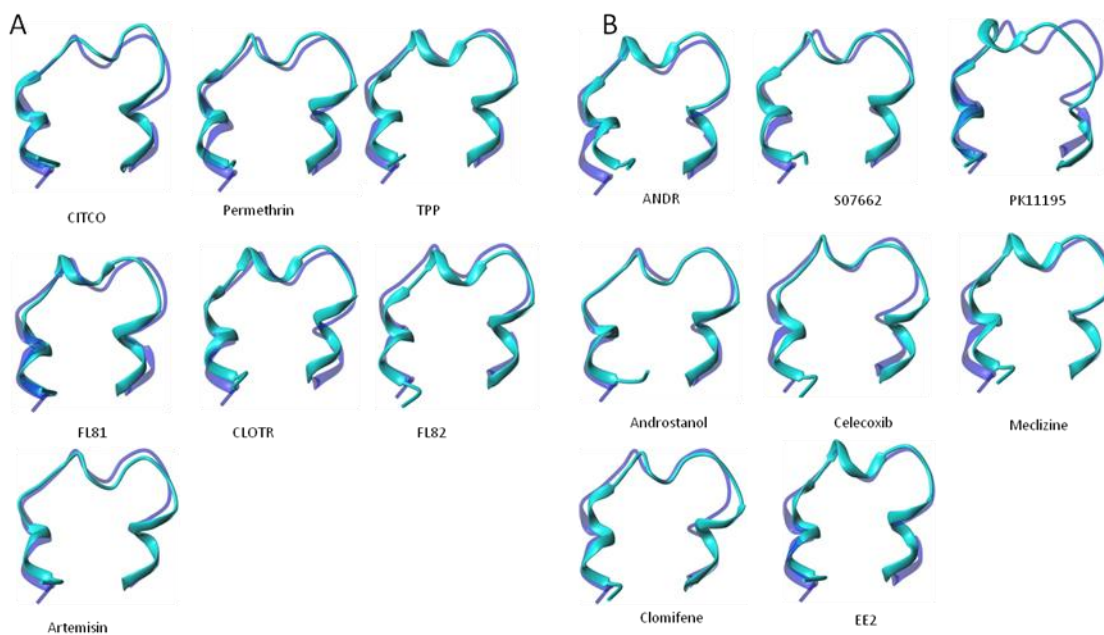 A
B
CITCO
Permethrin
TPP
ANDR
S07662
PK11195
FL81
CLOTR
FL82
Androstanol
Celecoxib
Meclizine
Artemisin
Clomifene
EE2